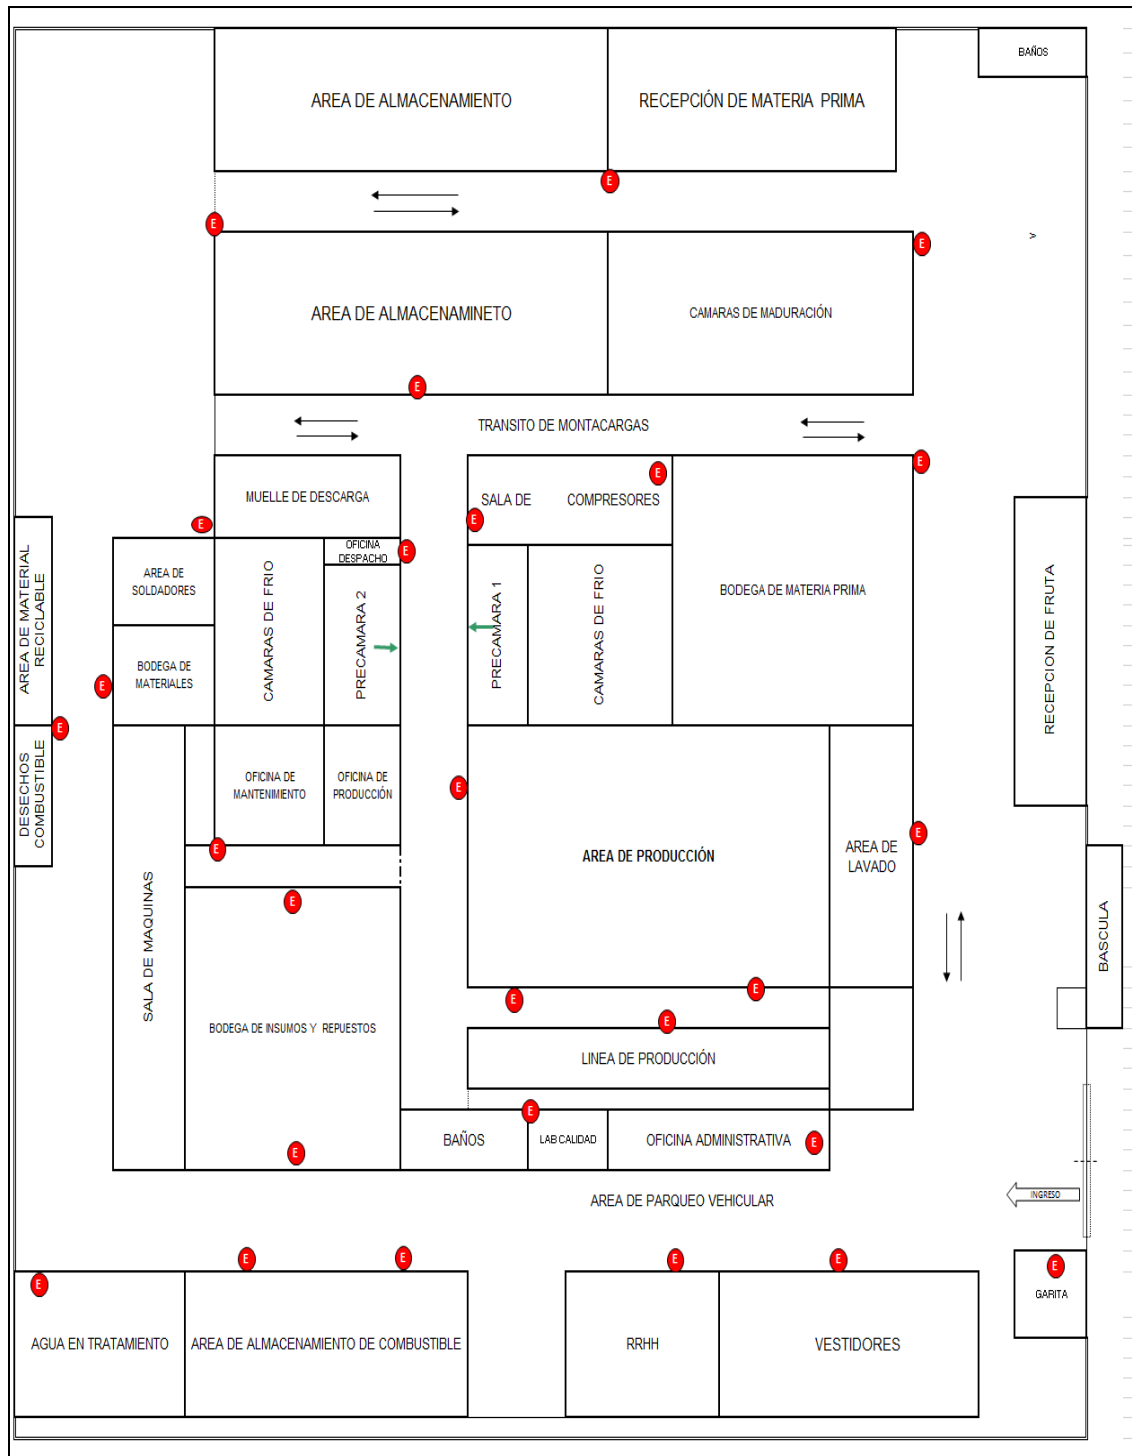 BAÑOS
AREA DE ALMACENAMIENTO
RECEPCIÓN DE MATERIA PRIMA
E
E
E
A
AREA DE ALMACENAMINETO
CAMARAS DE MADURACIÓN
E
TRANSITO DE MONTACARGAS
E
E
MUELLE DE DESCARGA
SALA DE COMPRESORES
E
E
E
OFICINA
DESPACHO
AREA DE
SOLDADORES
CAMARAS DE FRIO
PRECAMARA 2
PRECAMARA 1
CAMARAS DE FRIO
BODEGA DE MATERIA PRIMA
AREA DE MATERIAL
RECICLABLE
RECEPCION DE FRUTA
BODEGA DE
MATERIALES
E
E
DESECHOS
COMBUSTIBLE
OFICINA DE
MANTENIMIENTO
OFICINA DE
PRODUCCIÓN
E
E
E
AREA DE PRODUCCIÓN
AREA DE
LAVADO
E
SALA DE MAQUINAS
BASCULA
E
E
E
BODEGA DE INSUMOS Y REPUESTOS
LINEA DE PRODUCCIÓN
E
E
E
BAÑOS
LAB CALIDAD
OFICINA ADMINISTRATIVA
AREA DE PARQUEO VEHICULAR
INGRESO
E
E
E
E
E
E
GARITA
AGUA EN TRATAMIENTO
AREA DE ALMACENAMIENTO DE COMBUSTIBLE
RRHH
VESTIDORES